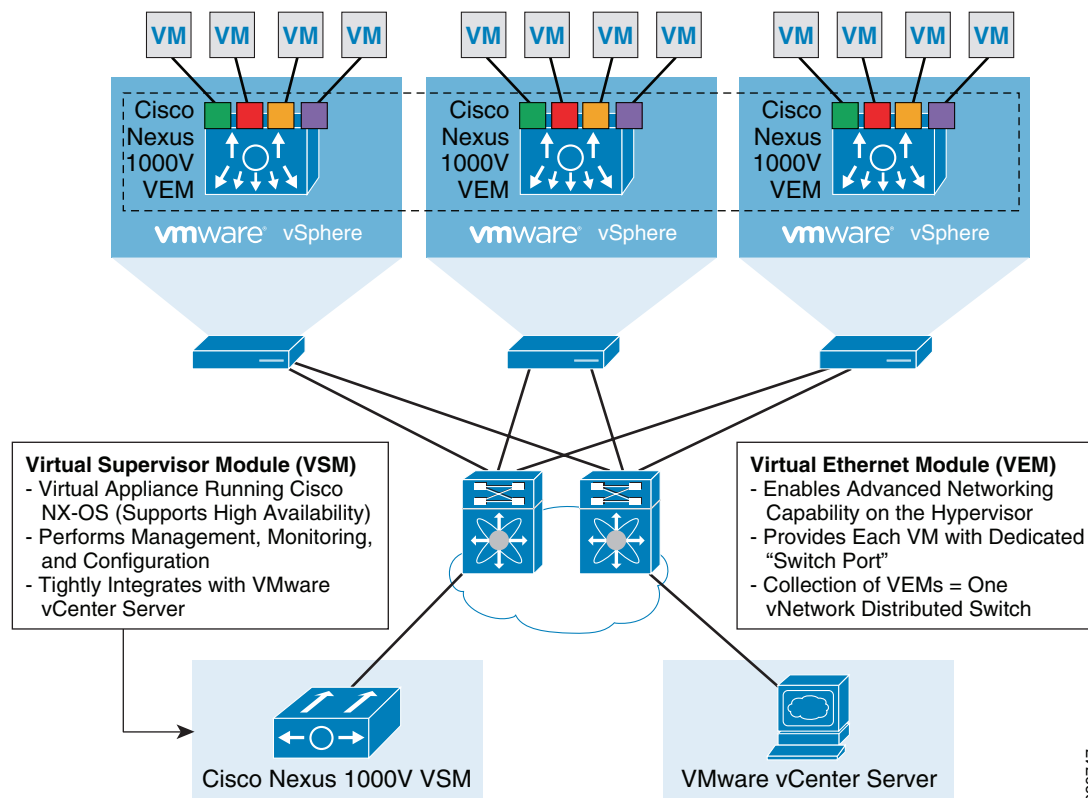 VM VM VM VM VM VM VM VM VM VM VM VM
Cisco
Nexus
1000V
VEM
vmware® vSphere
Cisco
Nexus
1000V
VEM
vmware® vSphere
Cisco
Nexus
1000V
VEM
vmware® vSphere
Virtual Supervisor Module (VSM)
- Virtual Appliance Running Cisco
NX-OS (Supports High Availability)
- Performs Management, Monitoring,
and Configuration
- Tightly Integrates with VMware
vCenter Server
Virtual Ethernet Module (VEM)
- Enables Advanced Networking
Capability on the Hypervisor
- Provides Each VM with Dedicated
“Switch Port”
- Collection of VEMs = One
vNetwork Distributed Switch
Cisco Nexus 1000V VSM
VMware vCenter Server